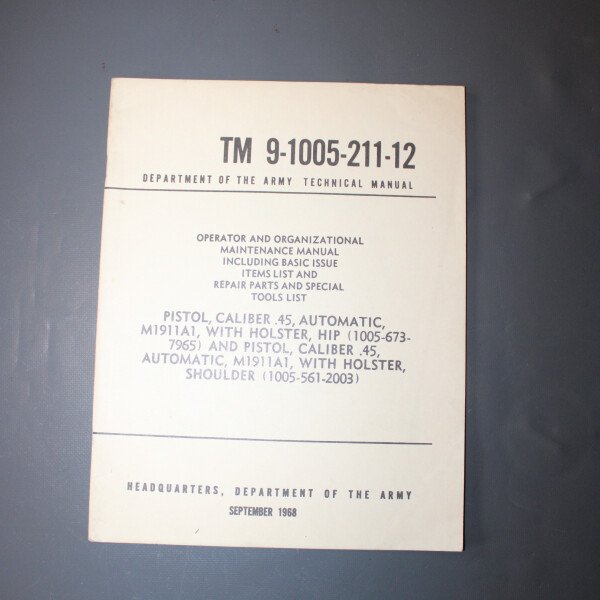 TM 9-1005-211-12
DEPARTMENT OF THE ARMY TECHNICAL MANUAL
OPERATOR AND ORGANIZATIONAL
MAINTENANCE MANUAL
INCLUDING BASIC ISSUE
ITEMS LIST AND
REPAIR PARTS AND SPECIAL
TOOLS LIST
PISTOL, CALIBER .45, AUTOMATIC,
M1911A1, WITH HOLSTER, HIP (1005-673-
7965) AND PISTOL, CALIBER .45,
AUTOMATIC, M1911A1, WITH HOLSTER,
SHOULDER (1005-561-2003)
HEADQUARTERS, DEPARTMENT OF THE ARMY
SEPTEMBER 1968